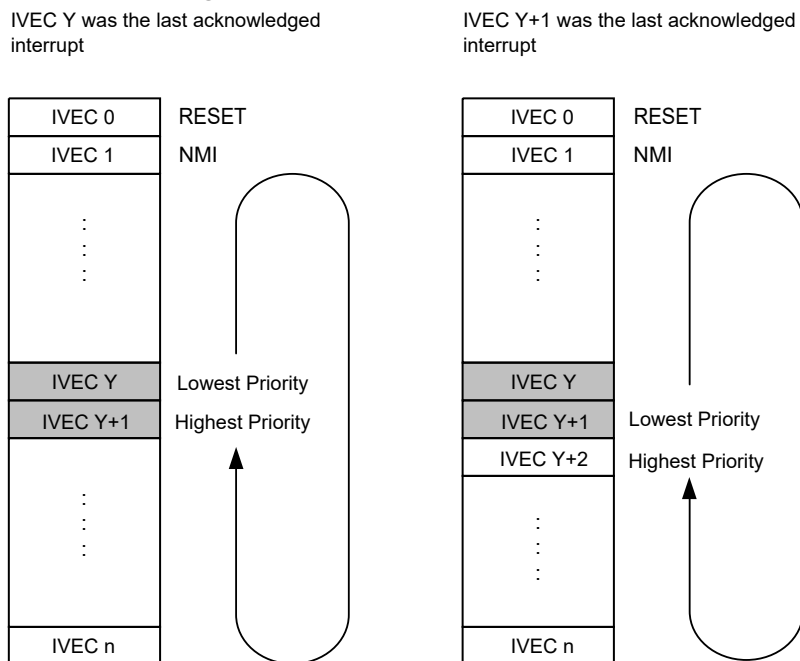 IVEC Y was the last acknowledged
interrupt
IVEC 0 RESET
IVEC 1 NMI
.
.
.
IVEC Y Lowest Priority
IVEC Y+1 Highest Priority
.
.
.
IVEC n
IVEC Y+1 was the last acknowledged
interrupt
IVEC 0 RESET
IVEC 1 NMI
.
.
.
IVEC Y
IVEC Y+1 Lowest Priority
IVEC Y+2 Highest Priority
.
.
.
IVEC n